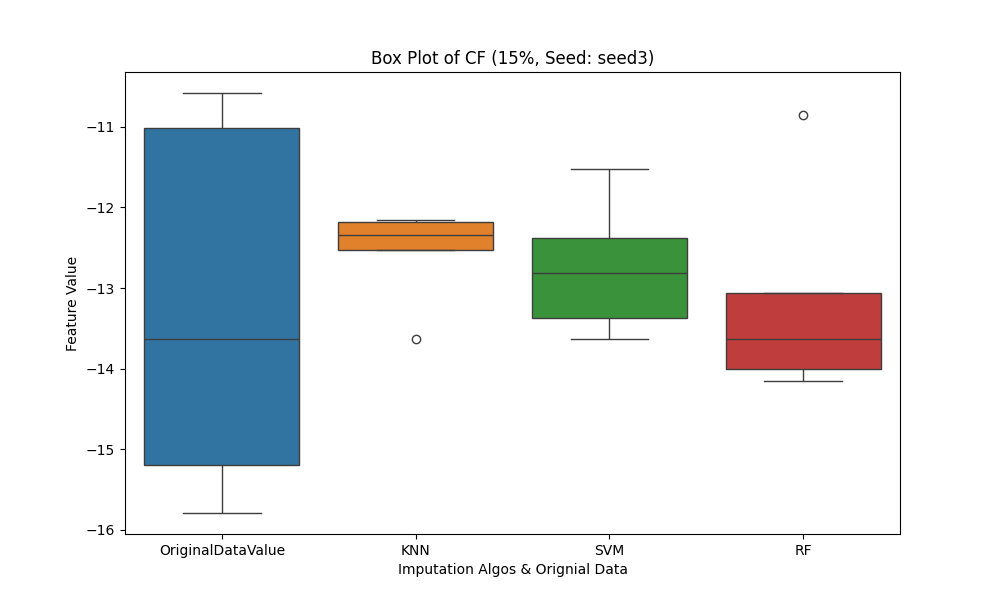 Box Plot of CF (15%, Seed: seed3)
Feature Value
−11
−12
−13
−14
−15
−16
OriginalDataValue KNN SVM RF
Imputation Algos & Orignial Data